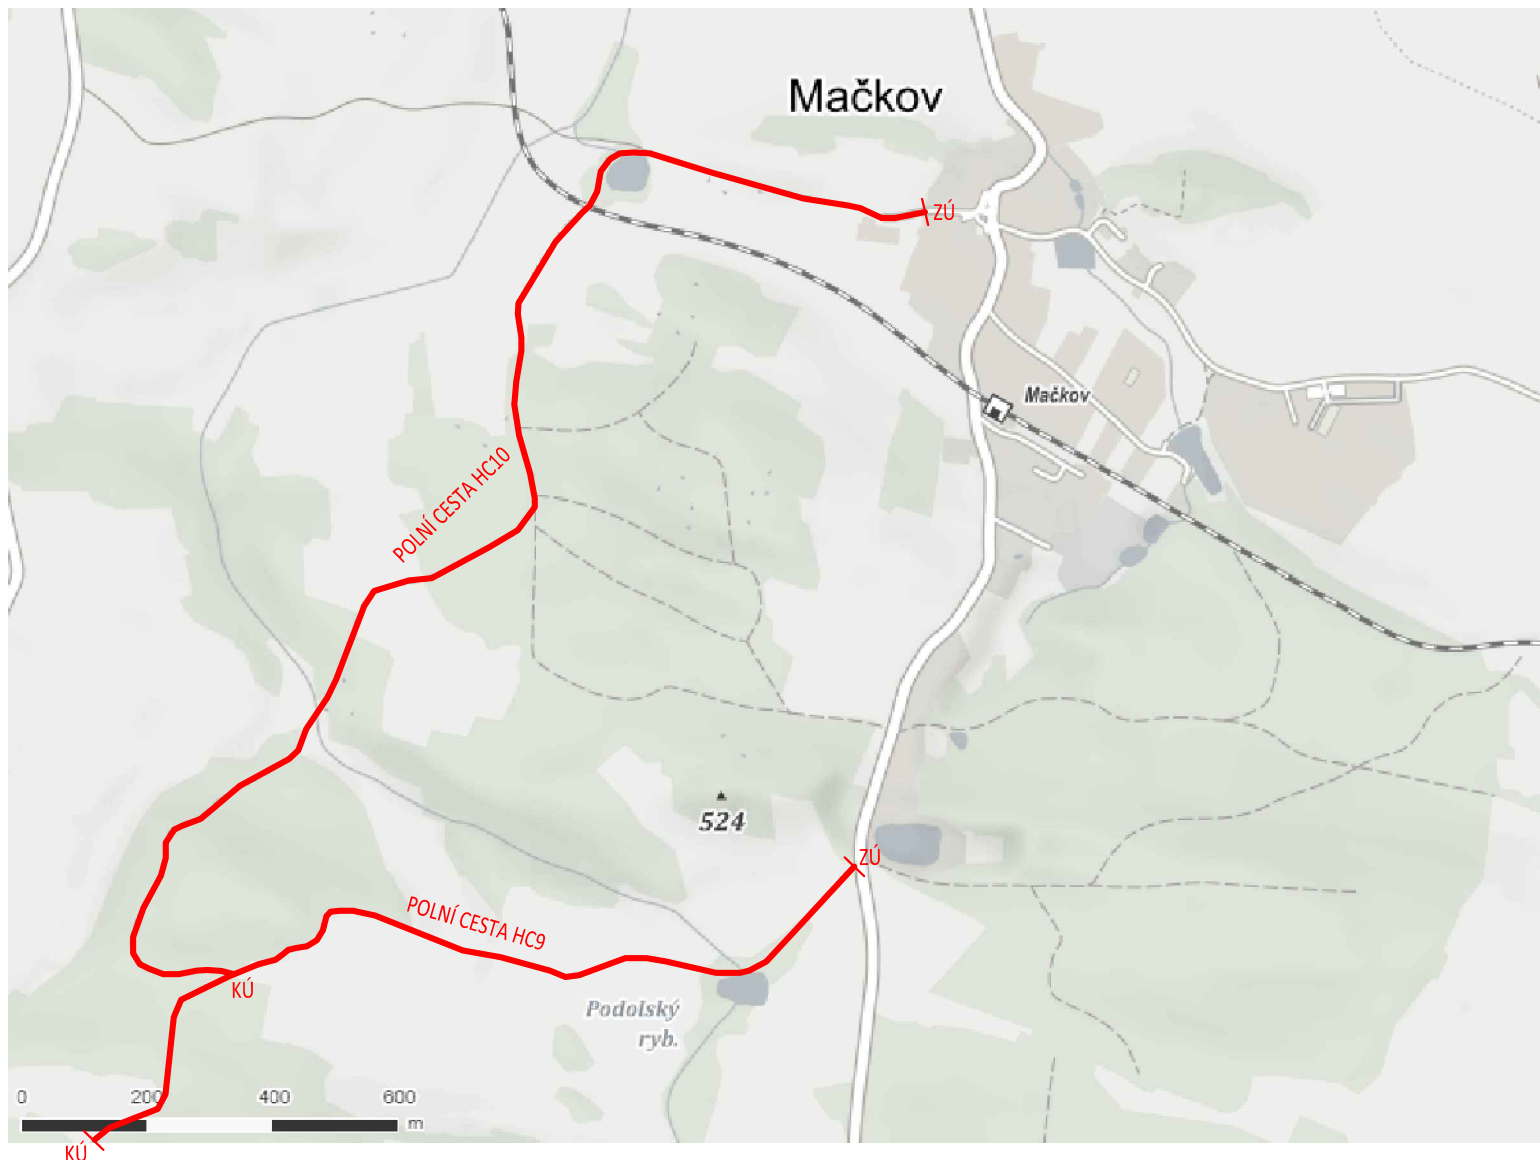 Mačkov
ZÚ
Mačkov
POLNÍ CESTA HC10
524
ZÚ
POLNÍ CESTA HC9
KÚ
Podolský
ryb.
0 200 400 600
m
KÚ